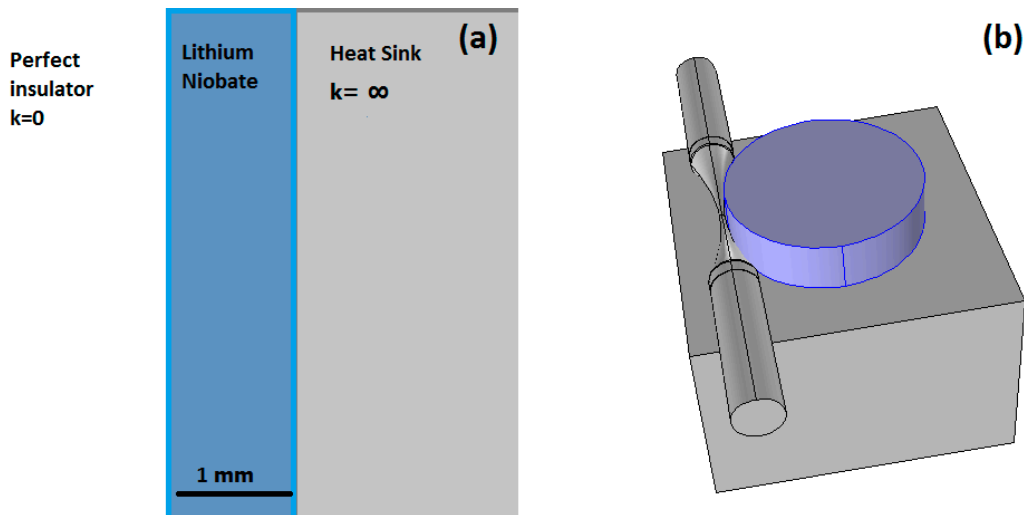 (a)
(b)
Perfect
insulator
k=0
Lithium
Niobate
Heat Sink
k= ∞
1 mm